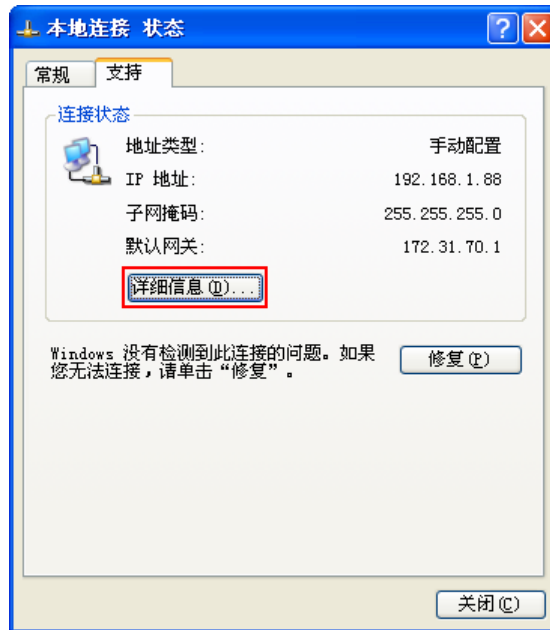 本地连接 状态
常规 支持
连接状态
地址类型: 手动配置
IP 地址: 192.168.1.88
子网掩码: 255.255.255.0
默认网关: 172.31.70.1
详细信息(D)...
Windows 没有检测到此连接的问题。如果
您无法连接，请单击“修复”。
修复(P)
关闭(C)